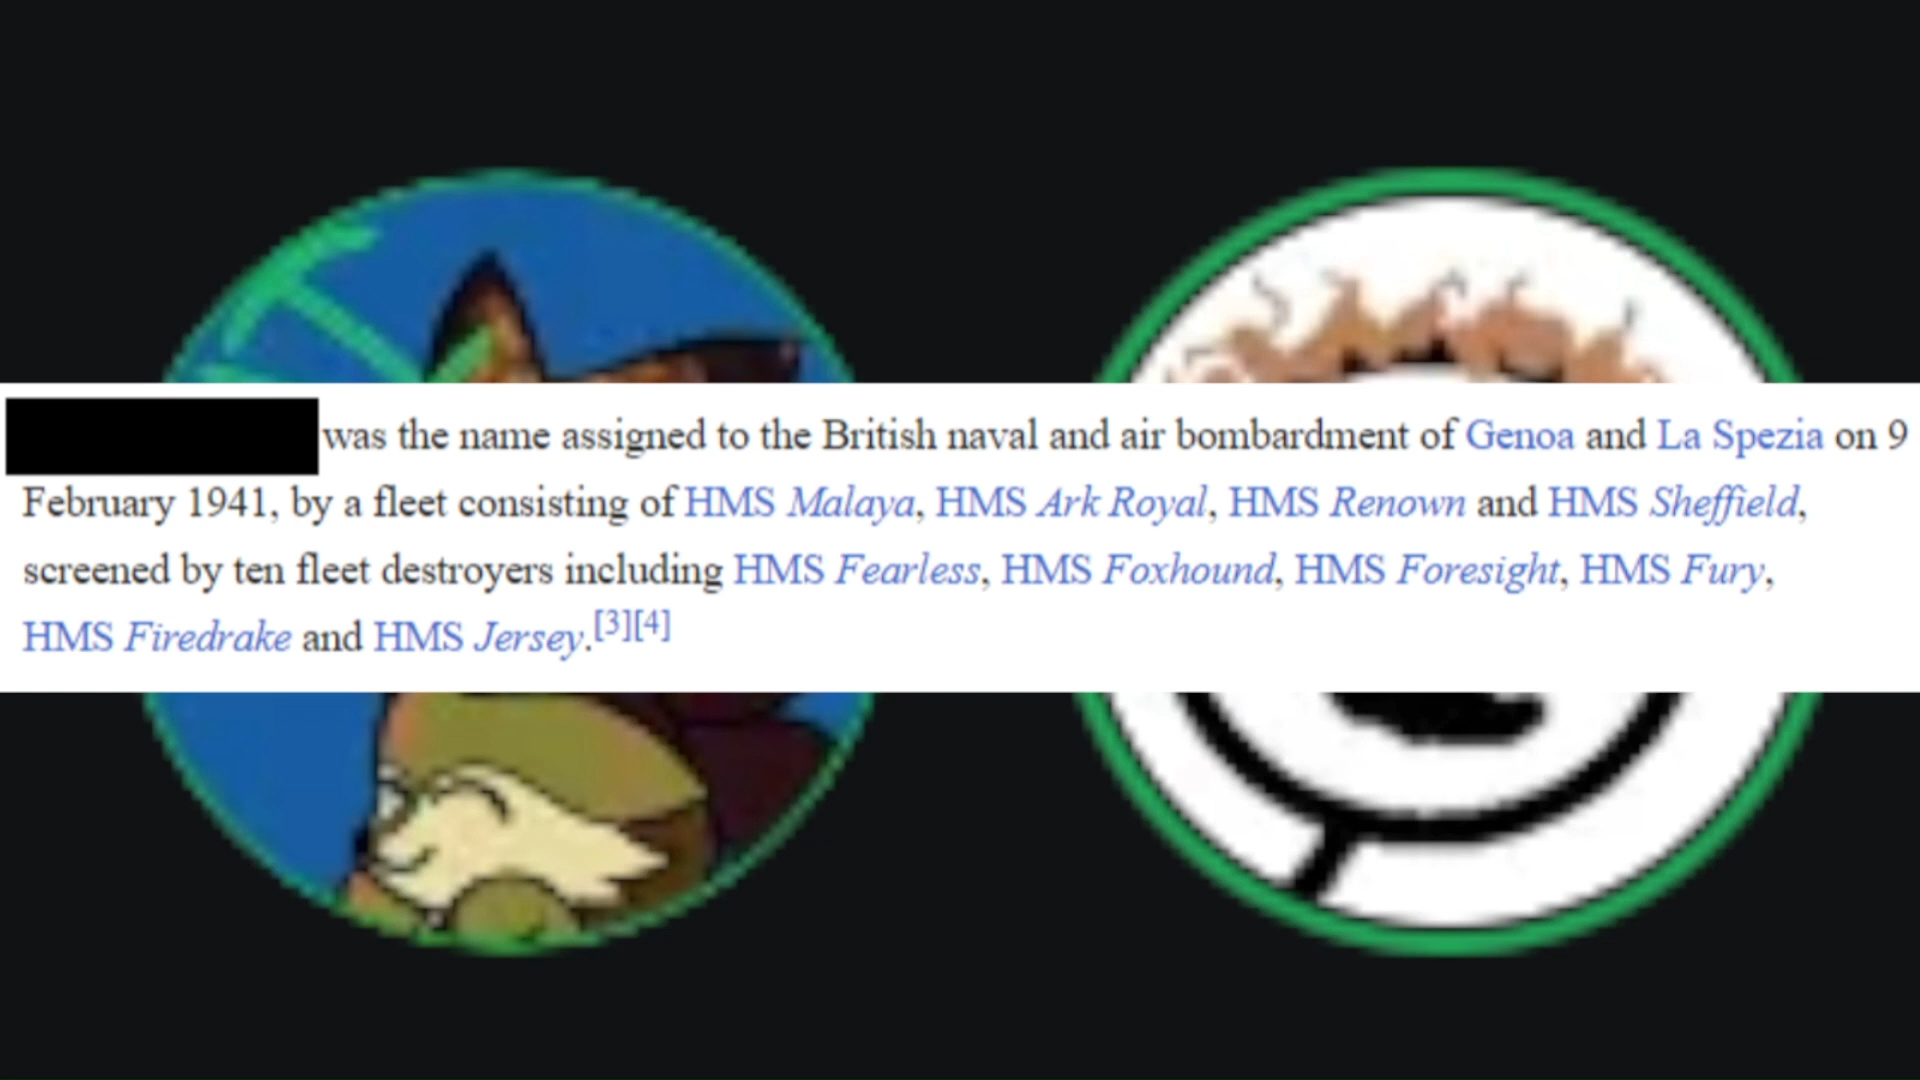 was the name assigned to the British naval and air bombardment of Genoa and La Spezia on 9
February 1941, by a fleet consisting of HMS Malaya, HMS Ark Royal, HMS Renown and HMS Sheffield,
screened by ten fleet destroyers including HMS Fearless, HMS Foxhound, HMS Foresight, HMS Fury,
HMS Firedrake and HMS Jersey.[3][4]